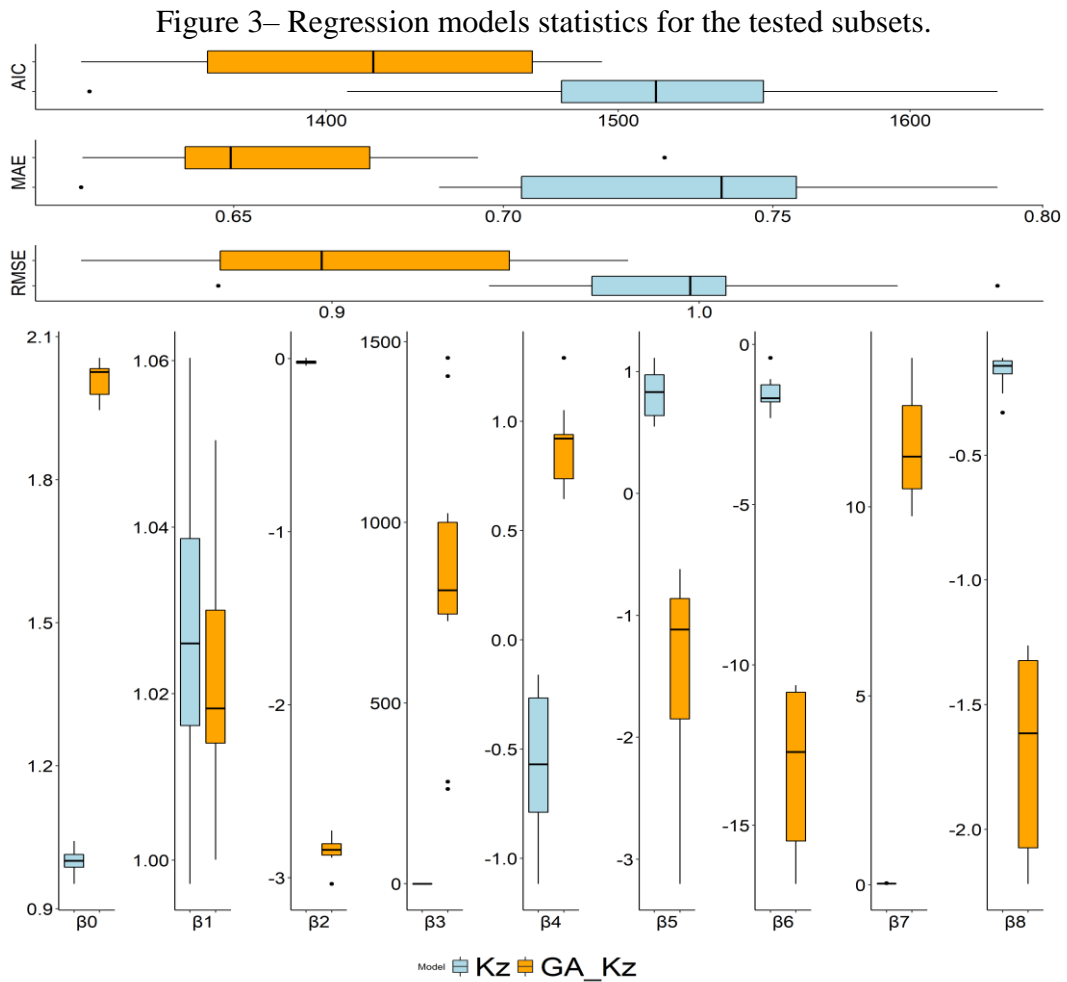 Figure 3– Regression models statistics for the tested subsets.
AIC
1400 1500 1600
MAE
0.65 0.70 0.75 0.80
RMSE
0.9 1.0
2.1
1.8
1.5
1.2
0.9
β0
1.06
1.04
1.02
1.00
β1
0
-1
-2
-3
β2
1500
1000
500
0
β3
1.0
0.5
0.0
-0.5
-1.0
β4
1
0
-1
-2
-3
β5
0
-5
-10
-15
β6
10
5
0
β7
-0.5
-1.0
-1.5
-2.0
β8
Model Kz GA_Kz